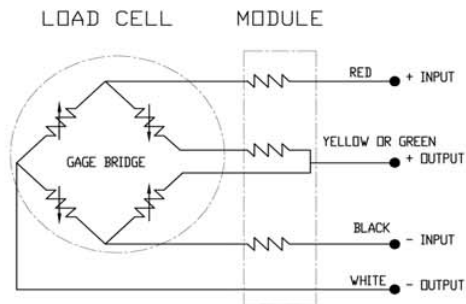 LOAD CELL
MODULE
RED
+ INPUT
YELLOW OR GREEN
+ OUTPUT
GAGE BRIDGE
BLACK
- INPUT
WHITE
- OUTPUT